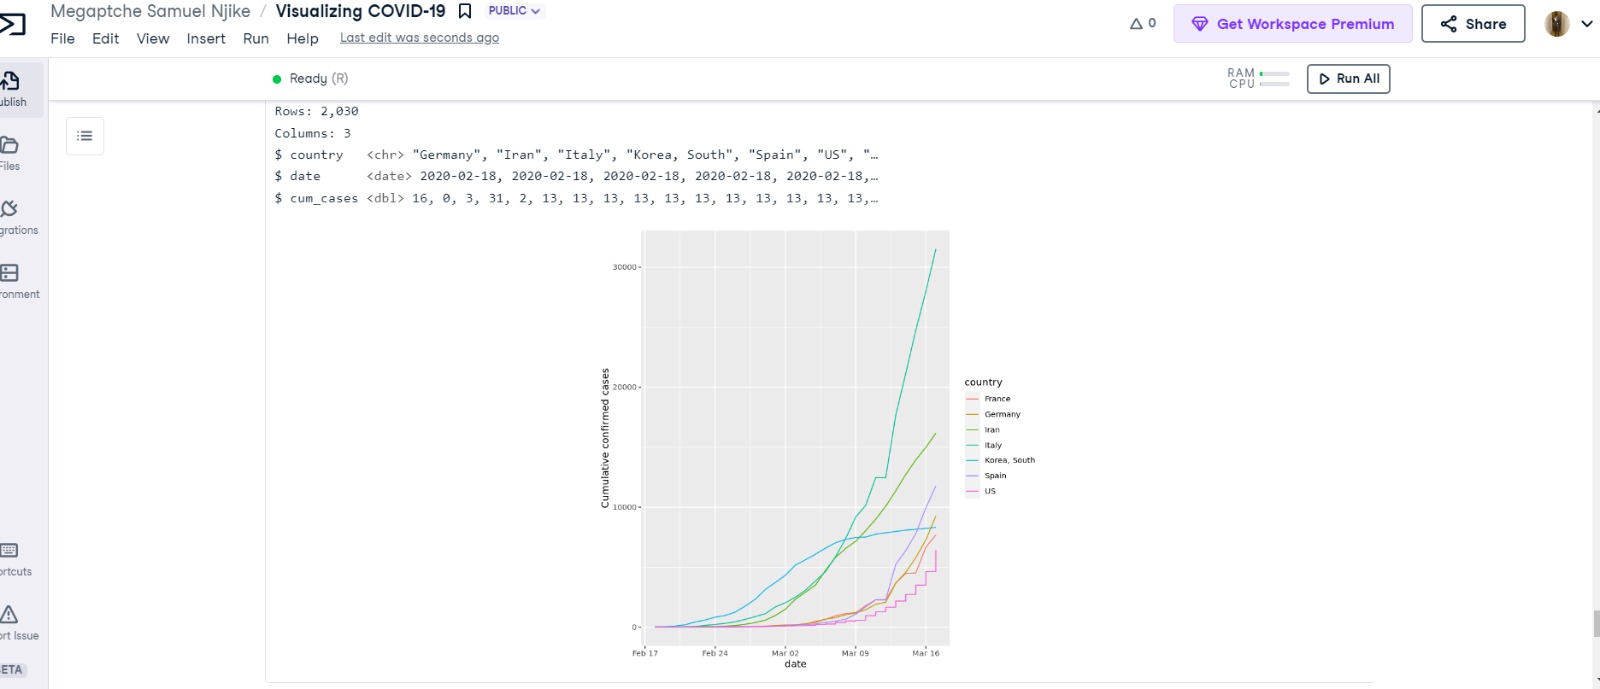 Megaptche Samuel Njike / Visualizing COVID-19 PUBLIC
0 Get Workspace Premium Share
File Edit View Insert Run Help Last edit was seconds ago
Ready (R)
RAM
CPU
Run All
ublish
Files
grations
ronment
ortcuts
ort Issue
ETA
Rows: 2,030
Columns: 3
$ country <chr> "Germany", "Iran", "Italy", "Korea, South", "Spain", "US", "…
$ date <date> 2020-02-18, 2020-02-18, 2020-02-18, 2020-02-18, 2020-02-18,…
$ cum_cases <dbl> 16, 0, 3, 31, 2, 13, 13, 13, 13, 13, 13, 13, 13, 13, 13, 13,…
Cumulative confirmed cases
30000
20000
10000
0
Feb 17 Feb 24 Mar 02 Mar 09 Mar 16
date
country
France
Germany
Iran
Italy
Korea, South
Spain
US